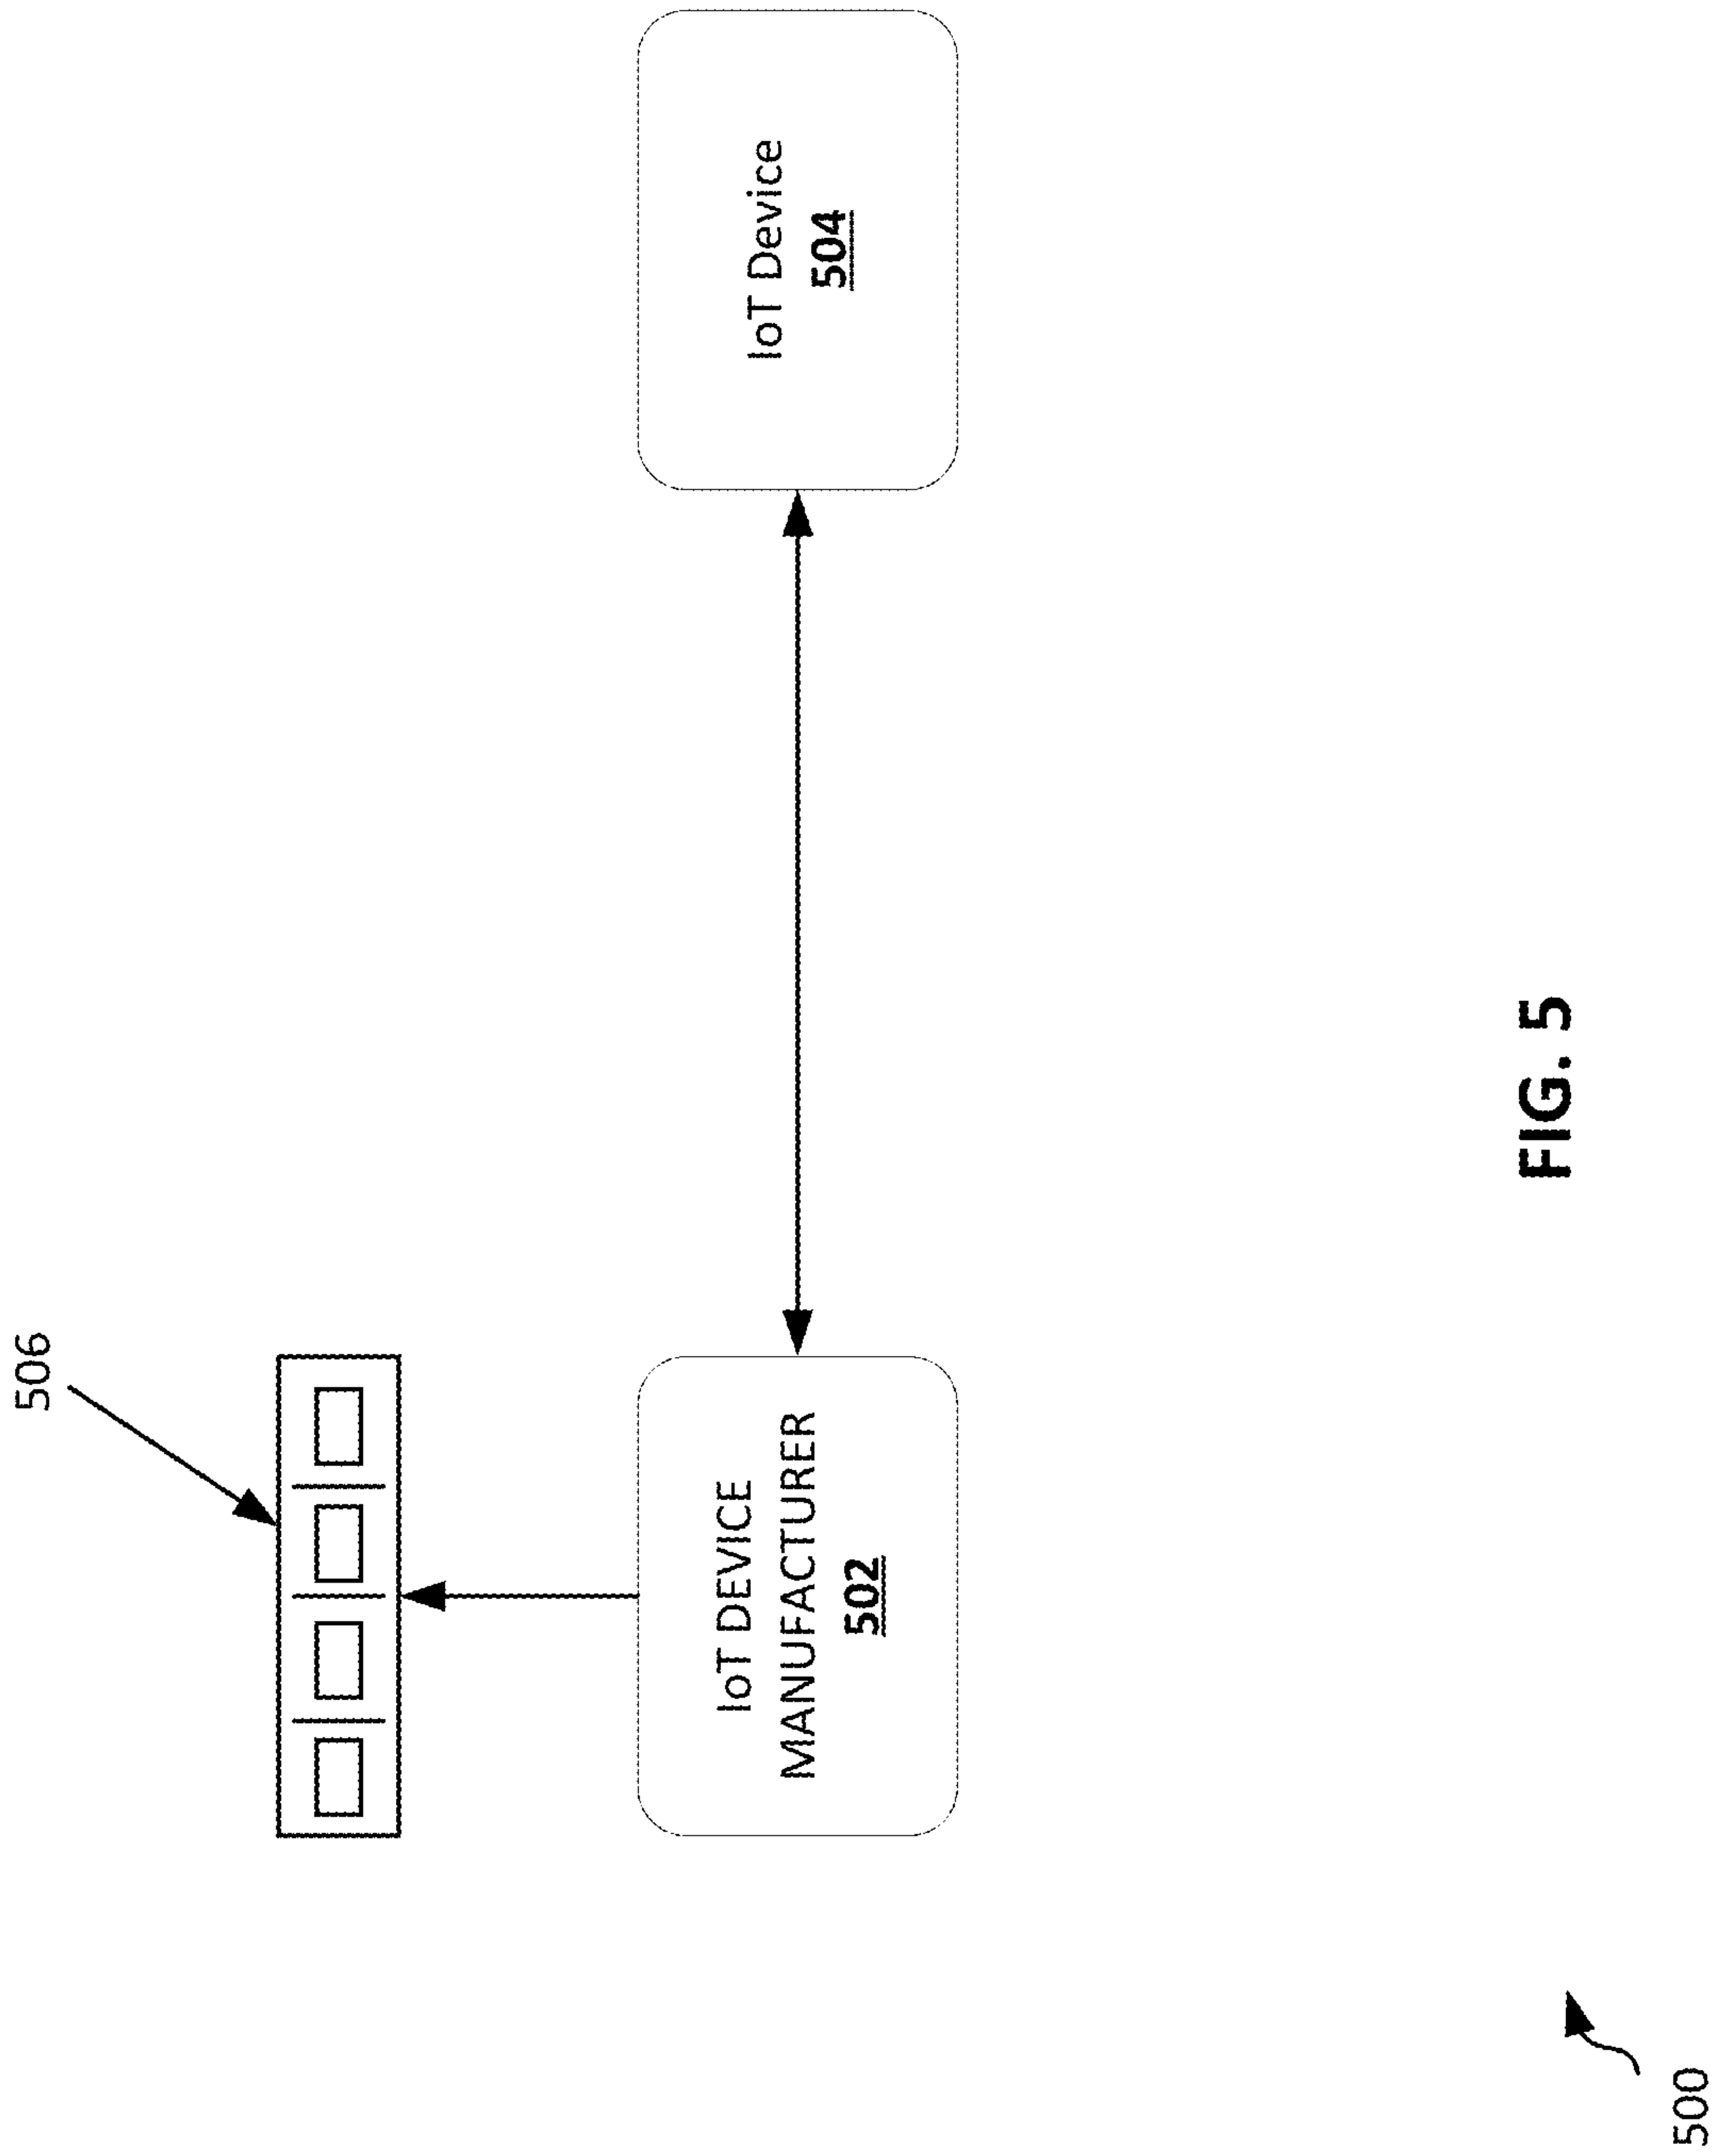 506
IoT DEVICE
MANUFACTURER
502
IoT Device
504
FIG. 5
500